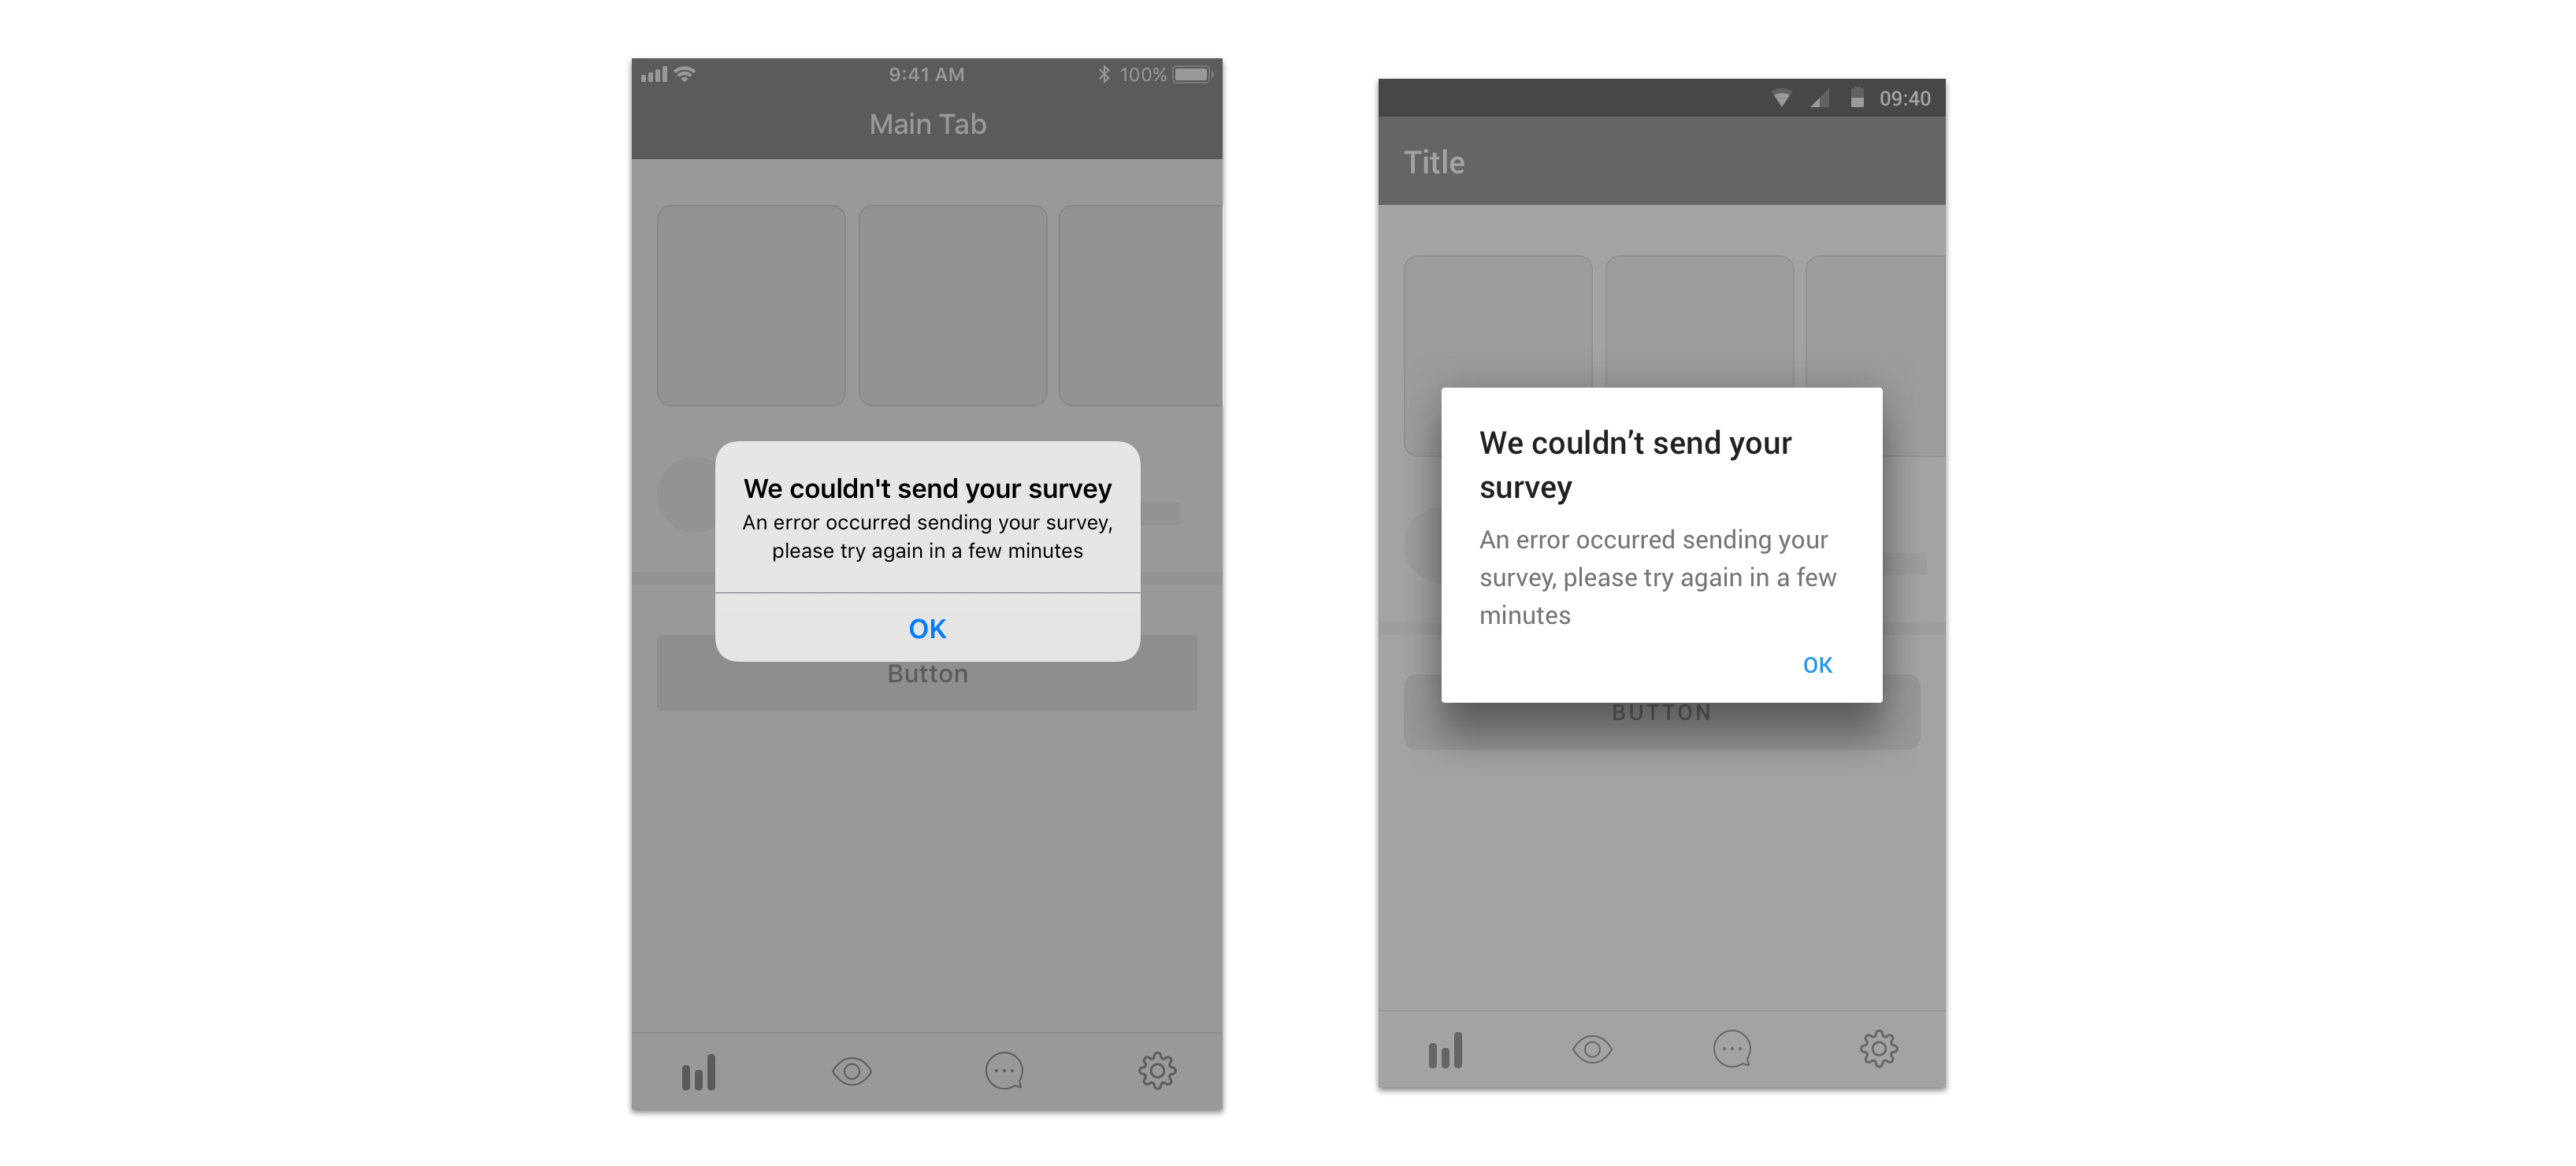 9:41 AM
100%
Main Tab
We couldn't send your survey
An error occurred sending your survey,
please try again in a few minutes
OK
Button
09:40
Title
We couldn’t send your
survey
An error occurred sending your
survey, please try again in a few
minutes
OK
BUTTON